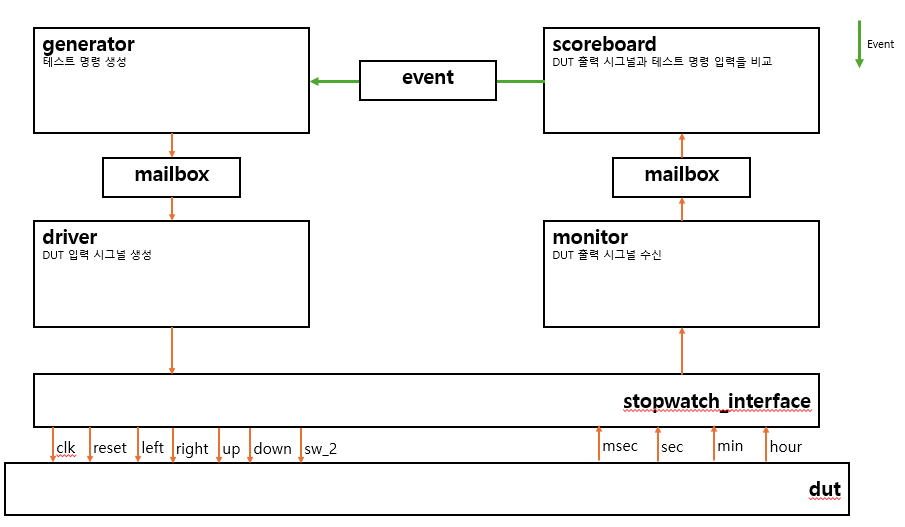 generator
테스트 명령 생성
event
scoreboard
DUT 출력 시그널과 테스트 명령 입력을 비교
Event
mailbox
mailbox
driver
DUT 입력 시그널 생성
monitor
DUT 출력 시그널 수신
stopwatch_interface
clk
reset
left
right
up
down
sw_2
msec
sec
min
hour
dut